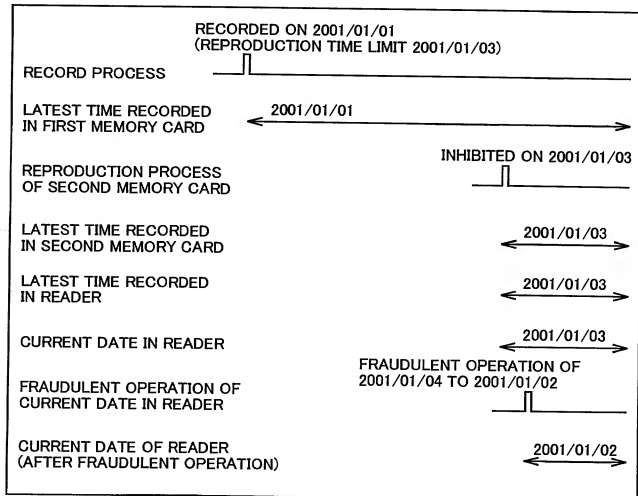 RECORDED ON 2001/01/01
(REPRODUCTION TIME LIMIT 2001/01/03)
RECORD PROCESS
LATEST TIME RECORDED
IN FIRST MEMORY CARD
2001/01/01
INHIBITED ON 2001/01/03
REPRODUCTION PROCESS
OF SECOND MEMORY CARD
LATEST TIME RECORDED
IN SECOND MEMORY CARD
2001/01/03
LATEST TIME RECORDED
IN READER
2001/01/03
CURRENT DATE IN READER
2001/01/03
FRAUDULENT OPERATION OF
2001/01/04 TO 2001/01/02
FRAUDULENT OPERATION OF
CURRENT DATE IN READER
CURRENT DATE OF READER
(AFTER FRAUDULENT OPERATION)
2001/01/02